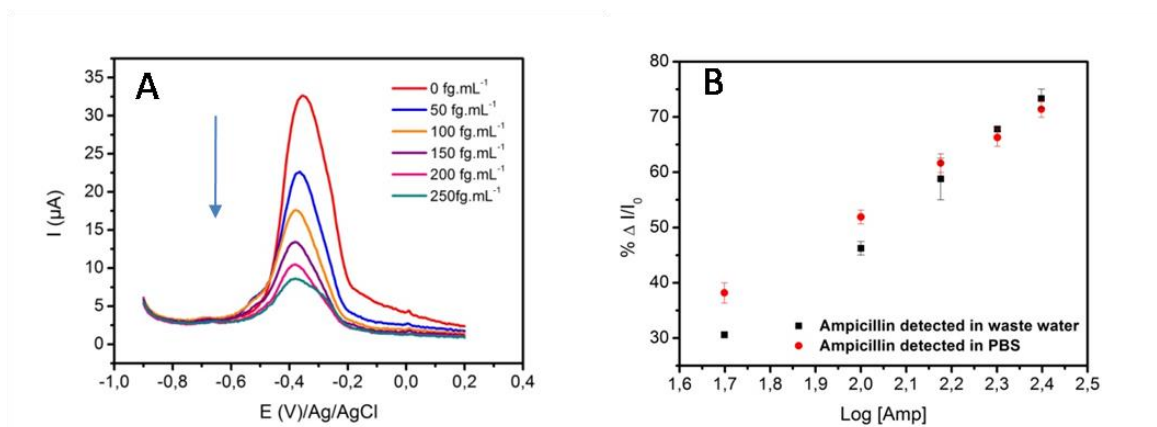 A
35
30
25
20
15
10
5
0
I (µA)
0 fg.mL⁻¹
50 fg.mL⁻¹
100 fg.mL⁻¹
150 fg.mL⁻¹
200 fg.mL⁻¹
250fg.mL⁻¹
-1,0 -0,8 -0,6 -0,4 -0,2 0,0 0,2 0,4
E (V)/Ag/AgCl
B
80
70
60
50
40
30
% Δ I/I₀
Ampicillin detected in waste water
Ampicillin detected in PBS
1,6 1,7 1,8 1,9 2,0 2,1 2,2 2,3 2,4 2,5
Log [Amp]